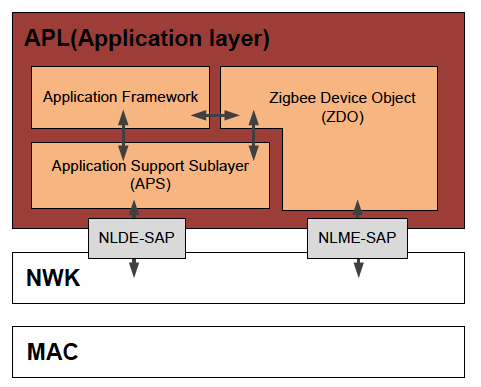 APL(Application layer)
Application Framework
Zigbee Device Object
(ZDO)
Application Support Sublayer
(APS)
NLDE-SAP
NLME-SAP
NWK
MAC